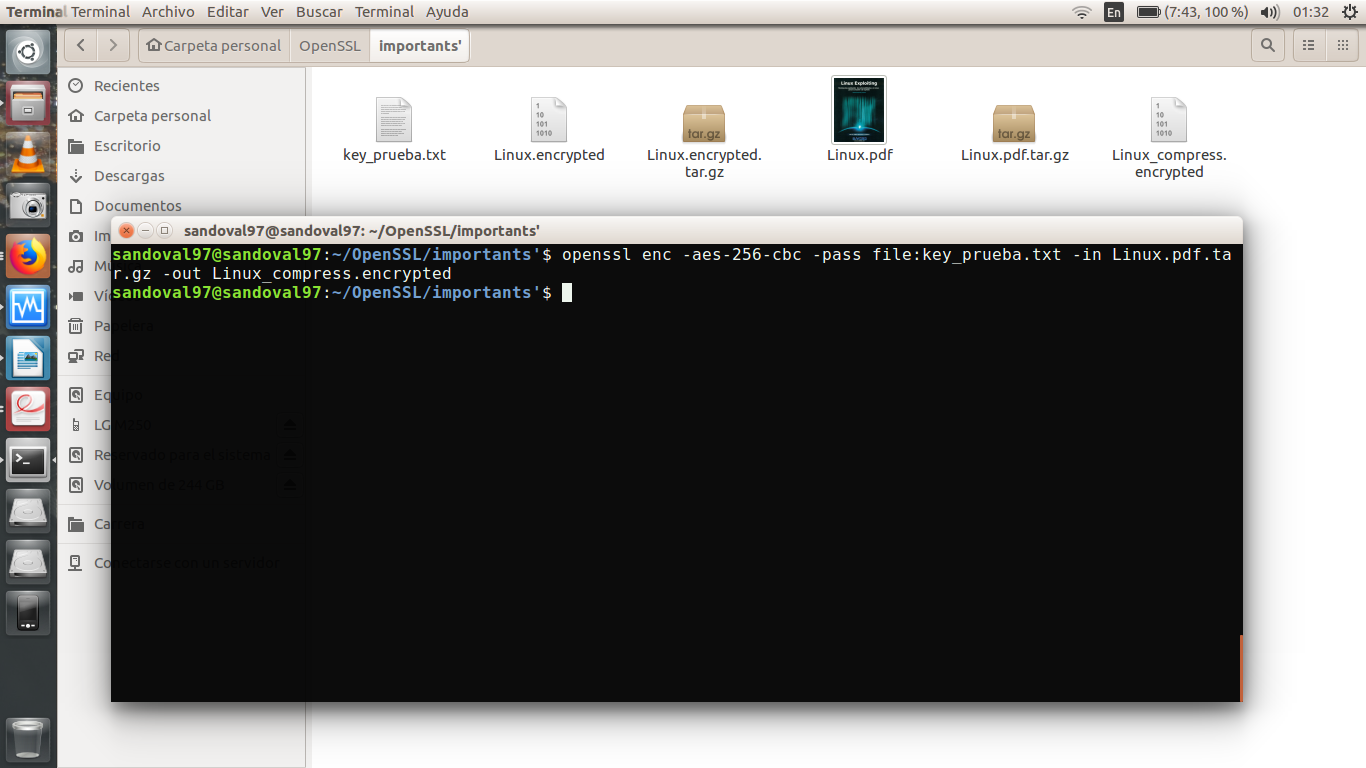 Terminal Terminal Archivo Editar Ver Buscar Terminal Ayuda En (7:43, 100 %) 01:32
Carpeta personal OpenSSL importants'
Recientes
Carpeta personal
Escritorio
Descargas
Documentos
key_prueba.txt
1
10
101
1010
Linux.encrypted
tar.gz
Linux.encrypted.
tar.gz
Linux Exploiting
Linux.pdf
tar.gz
Linux.pdf.tar.gz
1
10
101
1010
Linux_compress.
encrypted
sandoval97@sandoval97: ~/OpenSSL/importants'
sandoval97@sandoval97:~/OpenSSL/importants'$ openssl enc -aes-256-cbc -pass file:key_prueba.txt -in Linux.pdf.ta
r.gz -out Linux_compress.encrypted
sandoval97@sandoval97:~/OpenSSL/importants'$
Im
Mú
Víd
Papelera
Red
Equipo
LG M250
Reservado para el sistema
Volumen de 244 GB
Carrera
Conectarse con un servidor